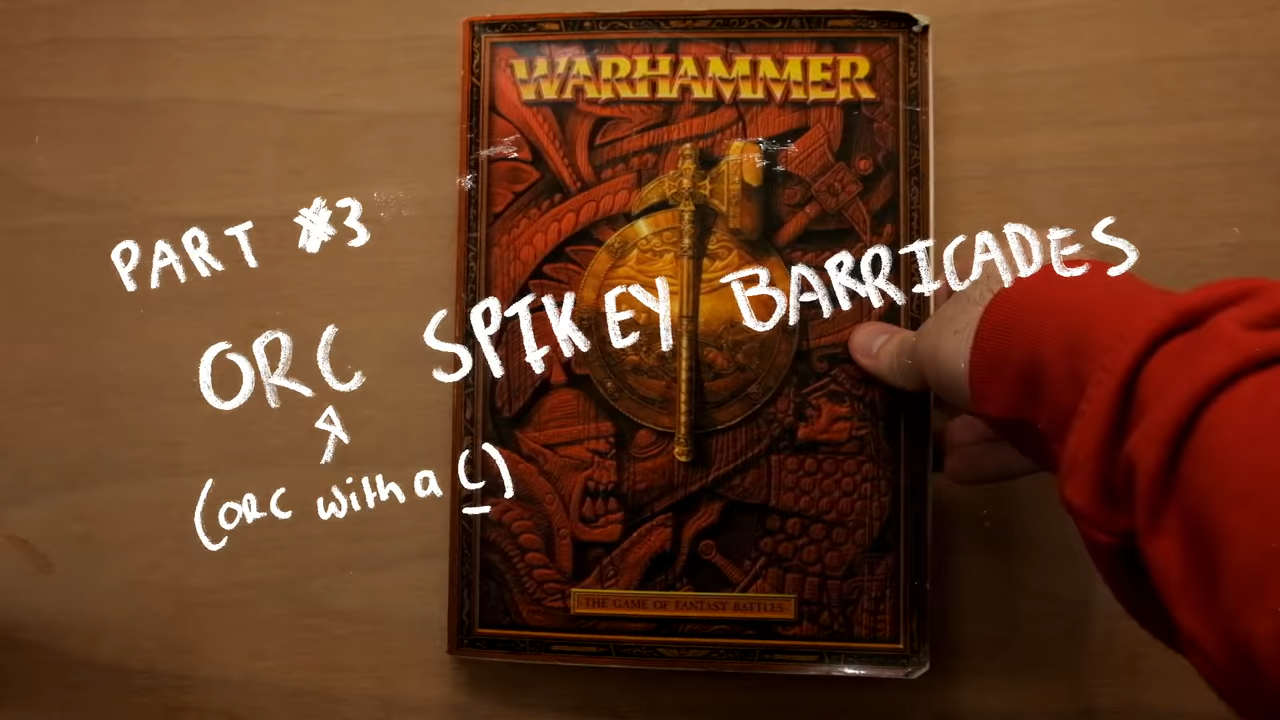 WARHAMMER
PART #3
ORC SPIKEY BARRICADES
(ORC with a C)
THE GAME OF FANTASY BATTLES